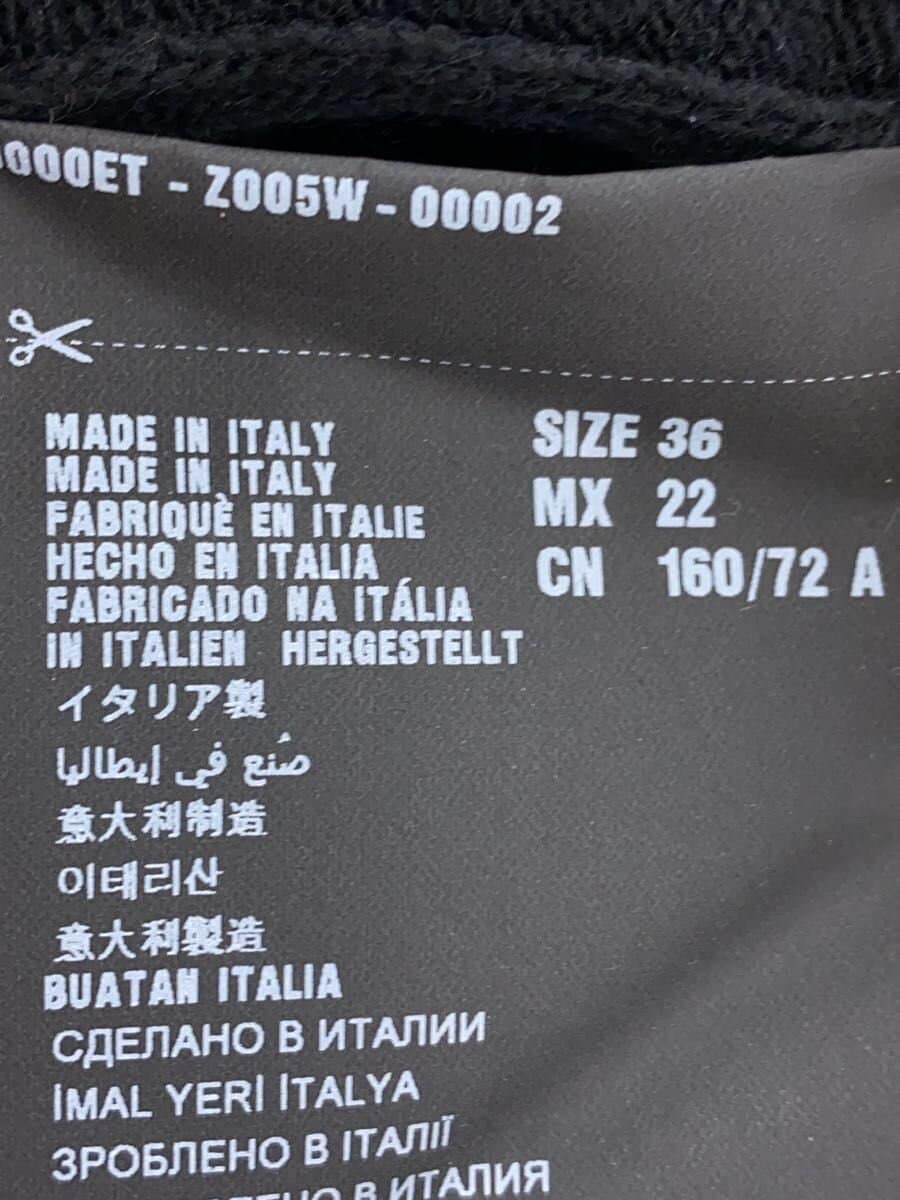 000ET - Z005W - 00002
MADE IN ITALY
MADE IN ITALY
FABRIQUÈ EN ITALIE
HECHO EN ITALIA
FABRICADO NA ITÁLIA
IN ITALIEN HERGESTELLT
イタリア製
صُنع في إيطاليا
意大利制造
이태리산
意大利製造
BUATAN ITALIA
СДЕЛАНО В ИТАЛИИ
İMAL YERİ İTALYA
ЗРОБЛЕНО В ІТАЛІЇ
В ИТАЛИЯ
SIZE 36
MX 22
CN 160/72 A